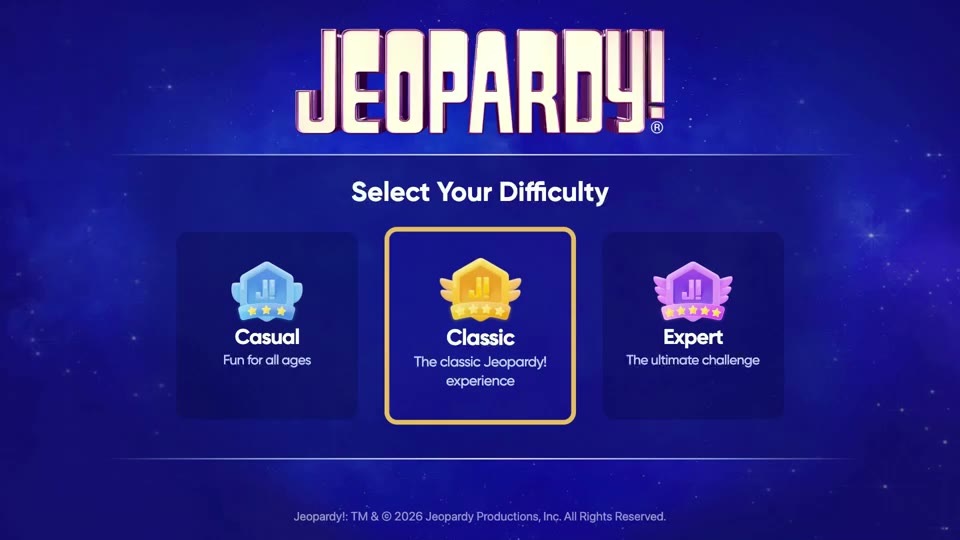 JEOPARDY!®
Select Your Difficulty
J!
Casual
Fun for all ages
J!
Classic
The classic Jeopardy!
experience
J!
Expert
The ultimate challenge
Jeopardy!: TM & © 2026 Jeopardy Productions, Inc. All Rights Reserved.